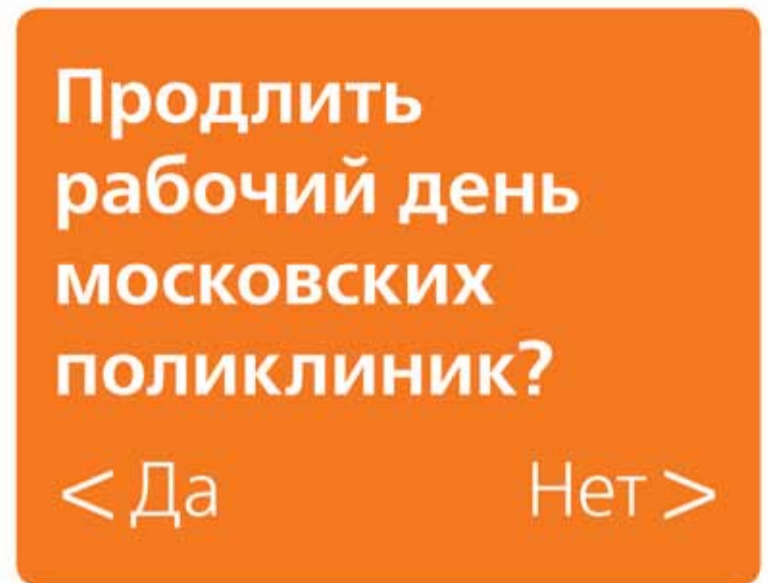 Продлить
рабочий день
московских
поликлиник?
< Да Нет >